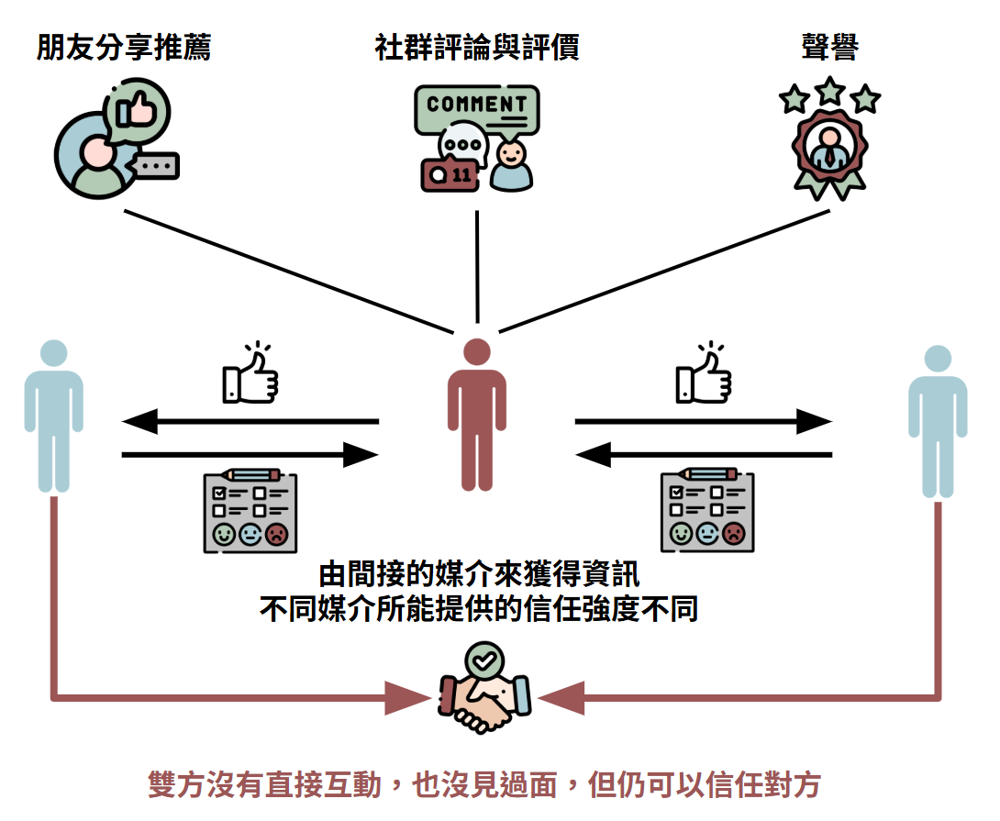 朋友分享推薦
社群評論與評價
聲譽
COMMENT
11
由間接的媒介來獲得資訊
不同媒介所能提供的信任強度不同
雙方沒有直接互動，也沒見過面，但仍可以信任對方